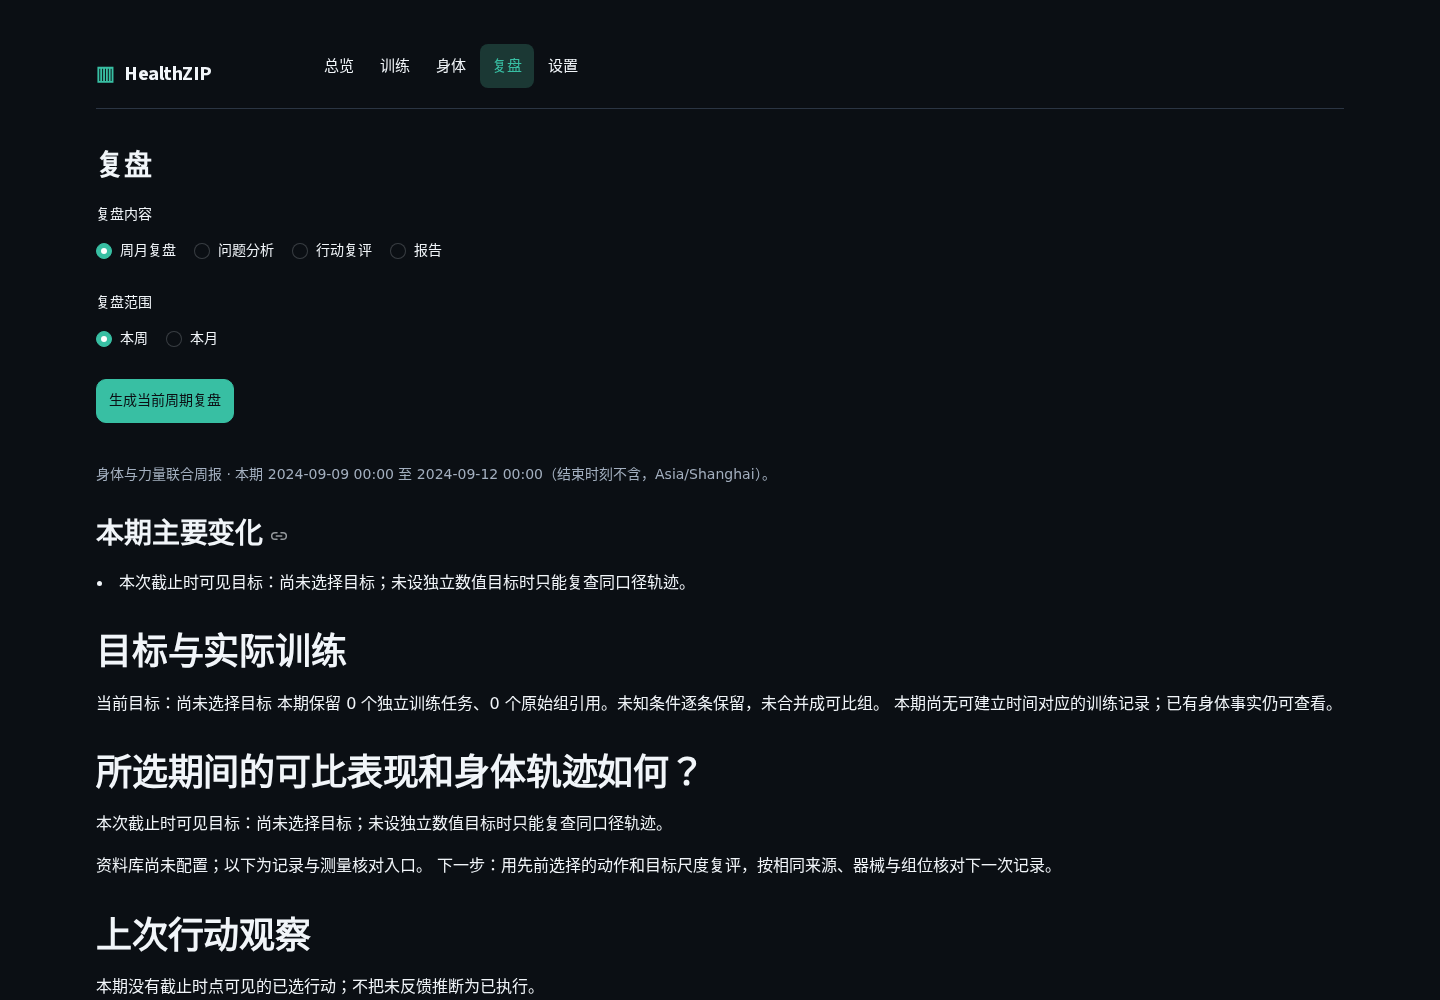 HealthZIP
总览 训练 身体 复盘 设置
复盘
复盘内容
周月复盘 问题分析 行动复评 报告
复盘范围
本周 本月
生成当前周期复盘
身体与力量联合周报 · 本期 2024-09-09 00:00 至 2024-09-12 00:00（结束时刻不含，Asia/Shanghai）。
本期主要变化
• 本次截止时可见目标：尚未选择目标；未设独立数值目标时只能复查同口径轨迹。
目标与实际训练
当前目标：尚未选择目标 本期保留 0 个独立训练任务、0 个原始组引用。未知条件逐条保留，未合并成可比组。 本期尚无可建立时间对应的训练记录；已有身体事实仍可查看。
所选期间的可比表现和身体轨迹如何？
本次截止时可见目标：尚未选择目标；未设独立数值目标时只能复查同口径轨迹。
资料库尚未配置；以下为记录与测量核对入口。 下一步：用先前选择的动作和目标尺度复评，按相同来源、器械与组位核对下一次记录。
上次行动观察
本期没有截止时点可见的已选行动；不把未反馈推断为已执行。